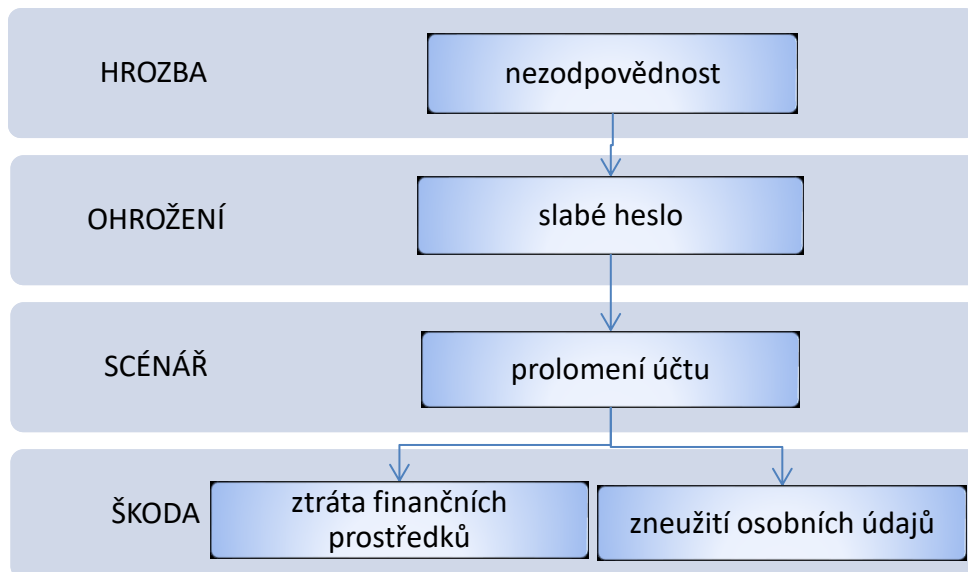 HROZBA
nezodpovědnost
OHROŽENÍ
slabé heslo
SCÉNÁŘ
prolomení účtu
ŠKODA
ztráta finančních
prostředků
zneužití osobních údajů